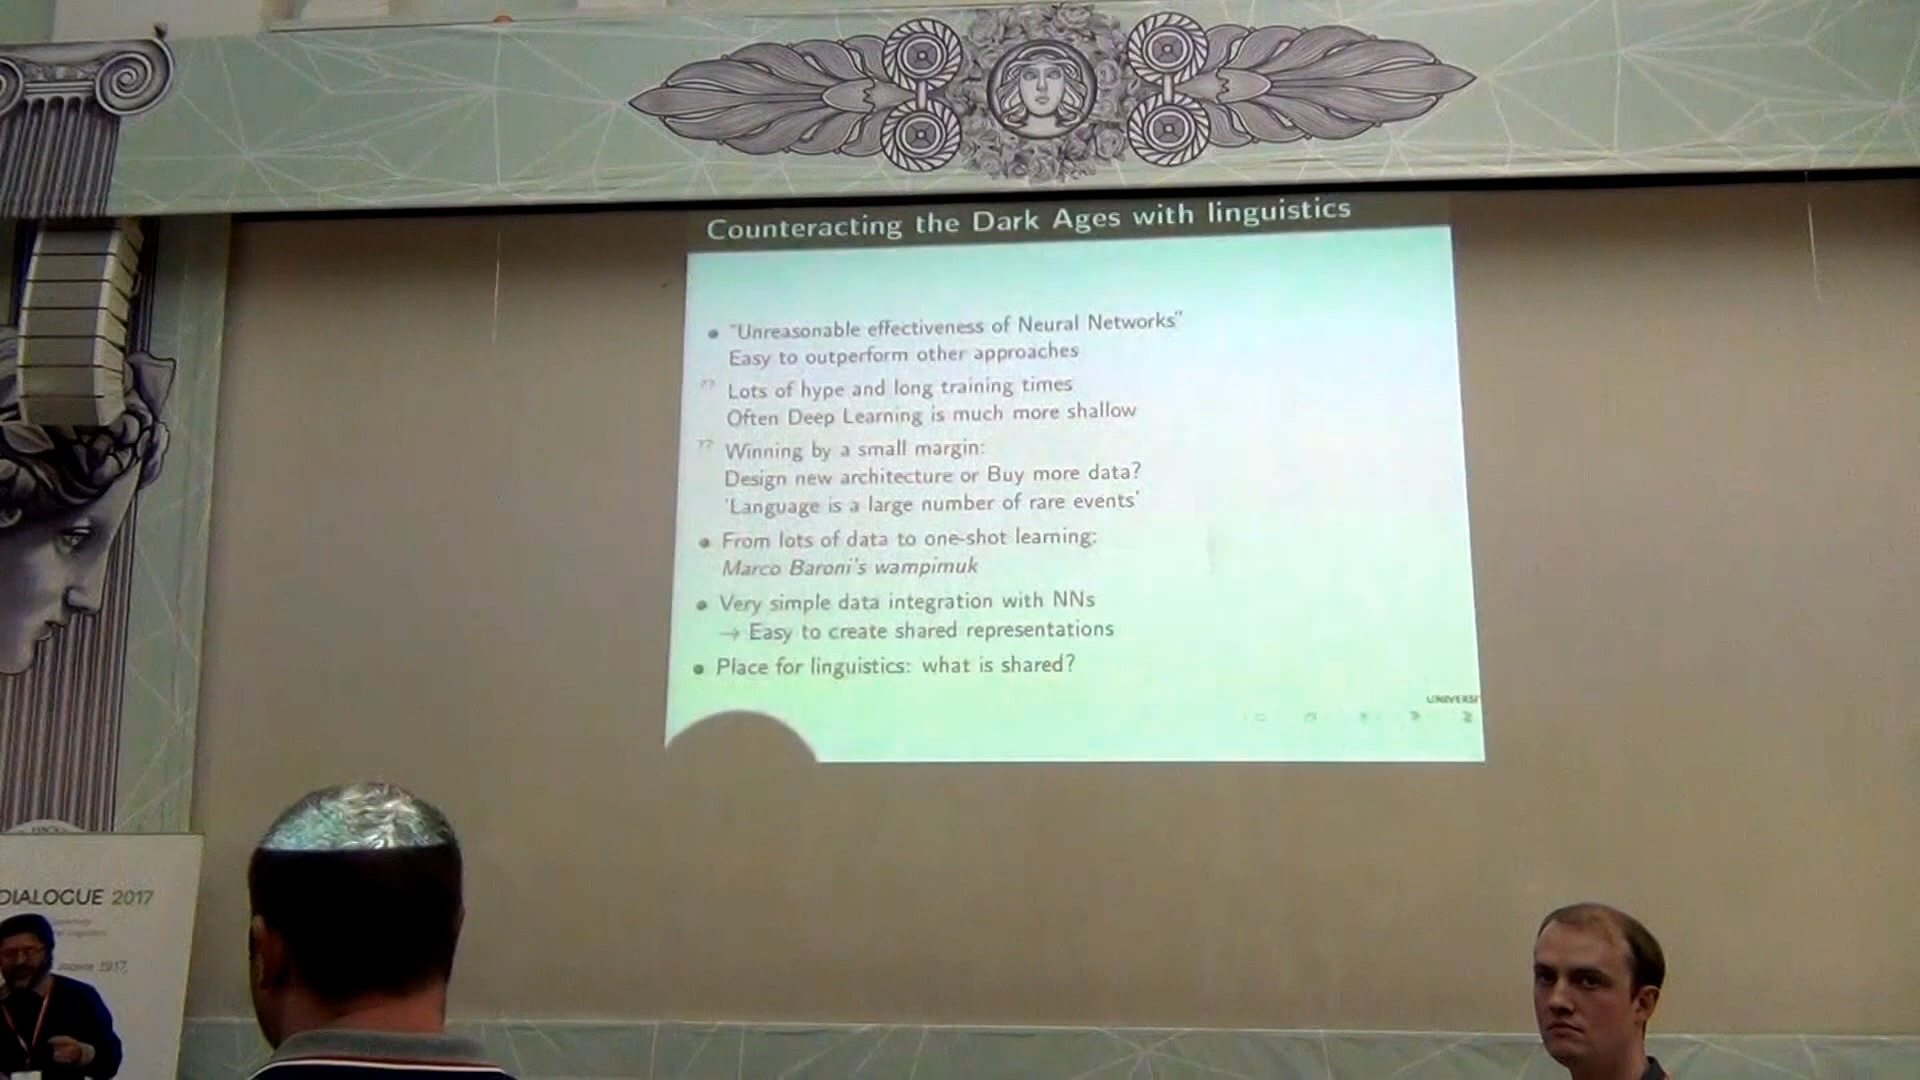 Counteracting the Dark Ages with linguistics
• "Unreasonable effectiveness of Neural Networks"
Easy to outperform other approaches
?? Lots of hype and long training times
Often Deep Learning is much more shallow
?? Winning by a small margin:
Design new architecture or Buy more data?
'Language is a large number of rare events'
• From lots of data to one-shot learning:
Marco Baroni's wampimuk
• Very simple data integration with NNs
→ Easy to create shared representations
• Place for linguistics: what is shared?
UNIVERSI
DIALOGUE 2017